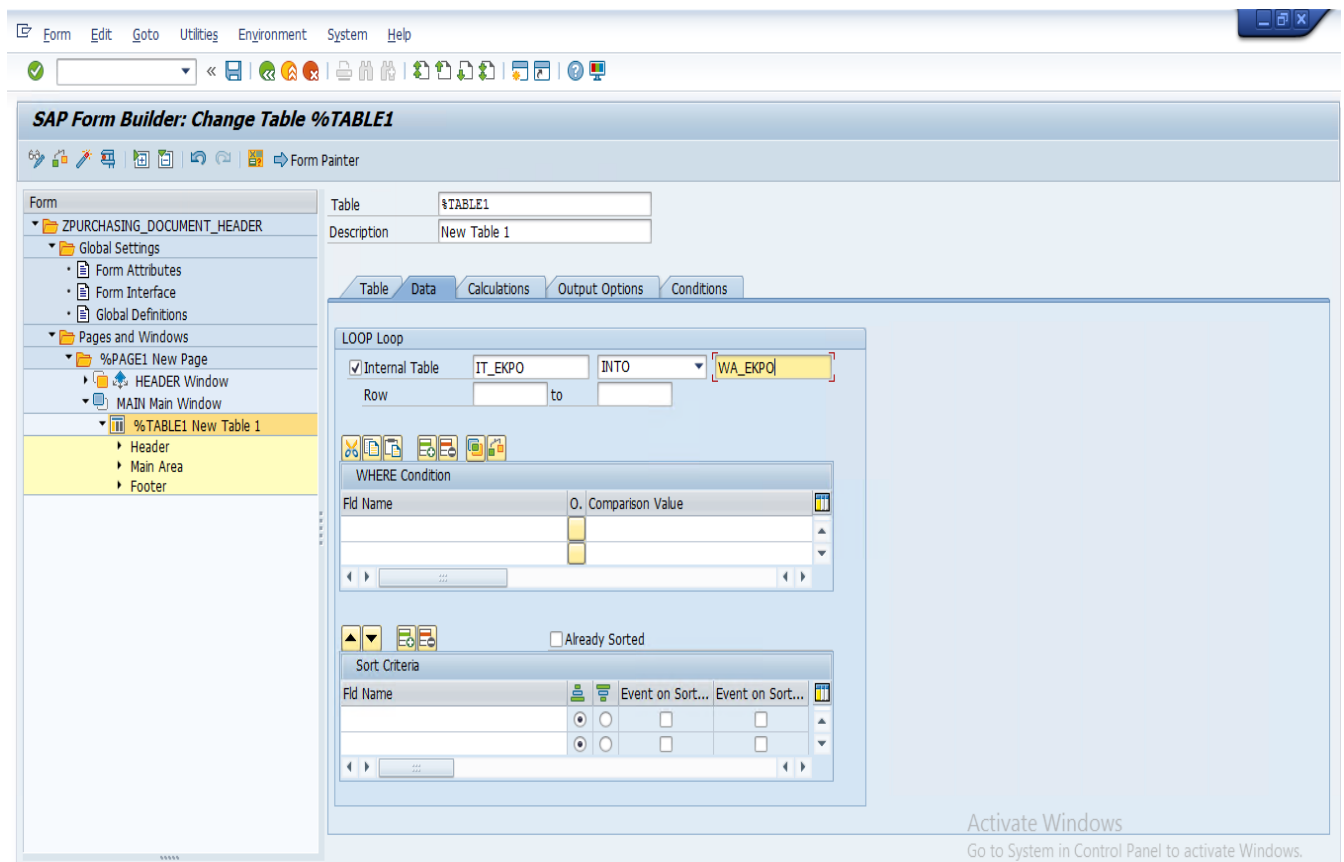 Form Edit Goto Utilities Environment System Help
SAP Form Builder: Change Table %TABLE1
Form Painter
Form
ZPURCHASING_DOCUMENT_HEADER
Global Settings
Form Attributes
Form Interface
Global Definitions
Pages and Windows
%PAGE1 New Page
HEADER Window
MAIN Main Window
%TABLE1 New Table 1
Header
Main Area
Footer
Table %TABLE1
Description New Table 1
Table Data Calculations Output Options Conditions
LOOP Loop
Internal Table IT_EKPO INTO WA_EKPO
Row to
WHERE Condition
Fld Name O. Comparison Value
Already Sorted
Sort Criteria
Fld Name Event on Sort... Event on Sort...
Activate Windows
Go to System in Control Panel to activate Windows.